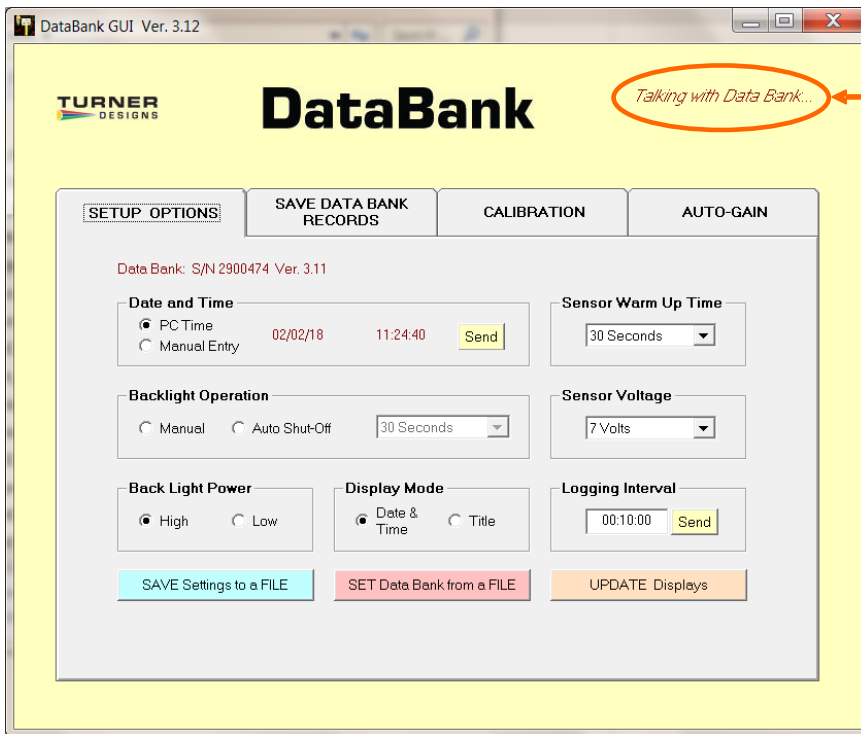 DataBank GUI Ver. 3.12
TURNER
DESIGNS
DataBank
Talking with Data Bank...
SETUP OPTIONS
SAVE DATA BANK
RECORDS
CALIBRATION
AUTO-GAIN
Data Bank: S/N 2900474 Ver. 3.11
Date and Time
PC Time
Manual Entry
02/02/18
11:24:40
Send
Sensor Warm Up Time
30 Seconds
Backlight Operation
Manual
Auto Shut-Off
30 Seconds
Sensor Voltage
7 Volts
Back Light Power
High
Low
Display Mode
Date &
Time
Title
Logging Interval
00:10:00
Send
SAVE Settings to a FILE
SET Data Bank from a FILE
UPDATE Displays